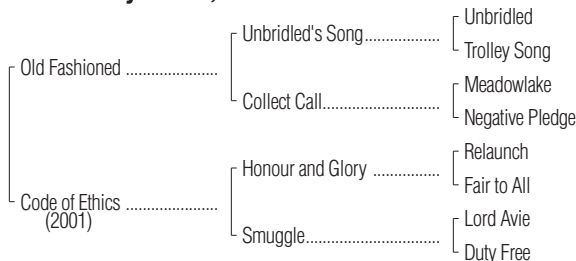 Unbridled
Unbridled's Song
Trolley Song
Old Fashioned
Meadowlake
Collect Call
Negative Pledge
Relaunch
Honour and Glory
Fair to All
Code of Ethics
(2001)
Lord Avie
Smuggle
Duty Free